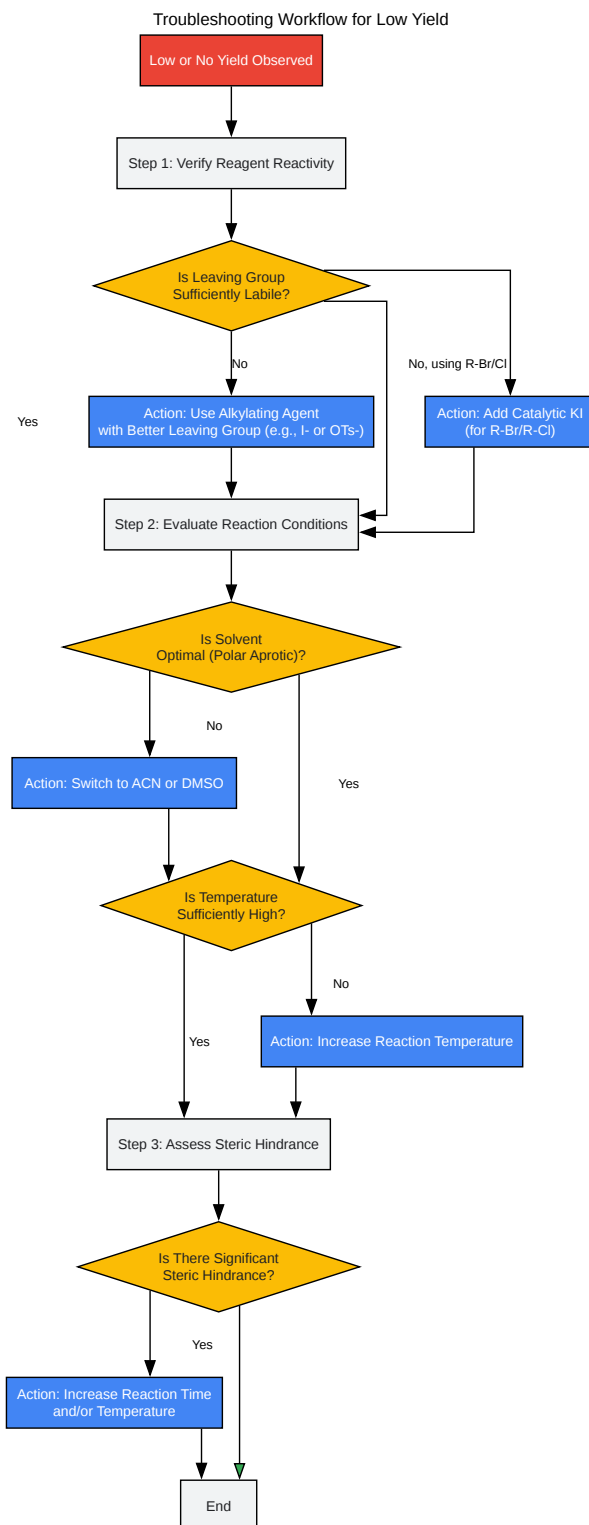 Troubleshooting Workflow for Low Yield
Low or No Yield Observed
Step 1: Verify Reagent Reactivity
Is Leaving Group
Sufficiently Labile?
No
No, using R-Br/Cl
Yes
Action: Use Alkylating Agent
with Better Leaving Group (e.g., I- or OTs-)
Action: Add Catalytic KI
(for R-Br/R-Cl)
Step 2: Evaluate Reaction Conditions
Is Solvent
Optimal (Polar Aprotic)?
No
Action: Switch to ACN or DMSO
Yes
Is Temperature
Sufficiently High?
No
Yes
Action: Increase Reaction Temperature
Step 3: Assess Steric Hindrance
Is There Significant
Steric Hindrance?
Yes
Action: Increase Reaction Time
and/or Temperature
End